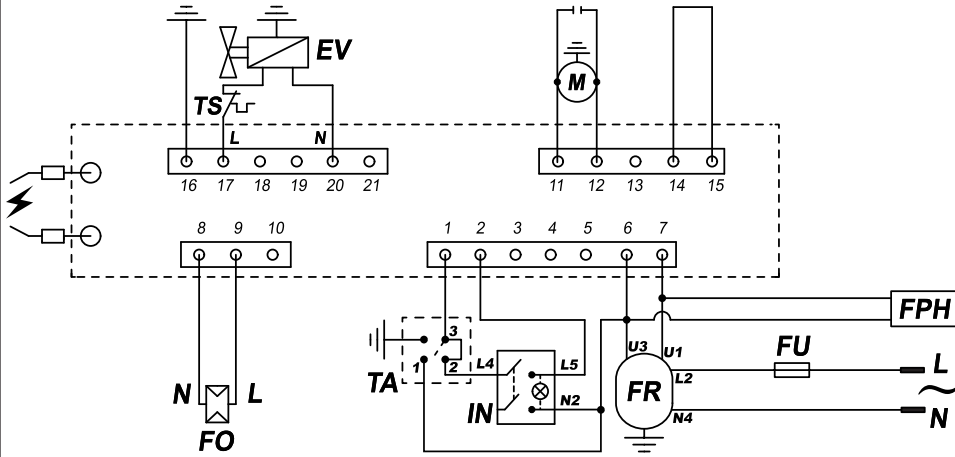 EV
M
TS
L
N
16 17 18 19 20 21
11 12 13 14 15
8 9 10
1 2 3 4 5 6 7
FPH
3
1
2
TA
L4
L5
IN
N2
U3
U1
FR
L2
N4
FU
L
~
N
N
L
FO